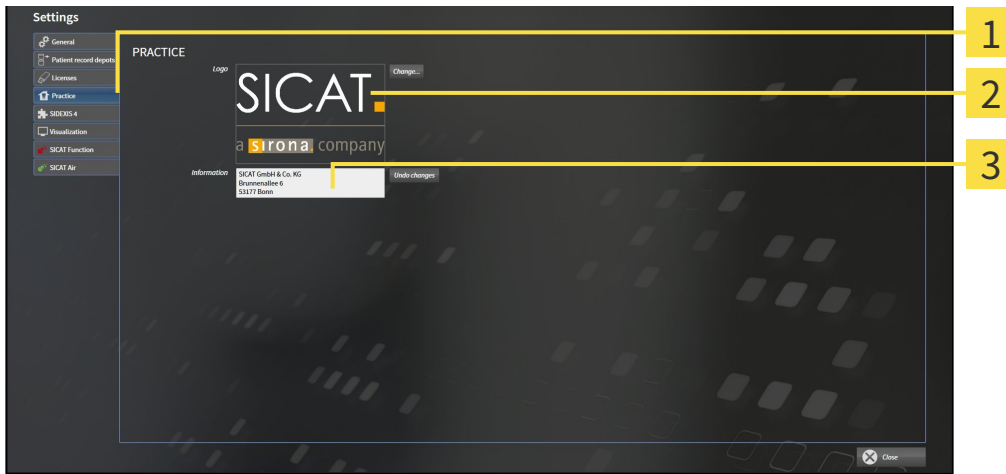 Settings
General
Patient record depots
Licenses
Practice
SIDEXIS 4
Visualization
SICAT Function
SICAT Air
PRACTICE
Logo
SICAT.
a sirona. company
Change...
Information
SICAT GmbH & Co. KG
Brunnenallee 6
53177 Bonn
Undo changes
Close
1
2
3